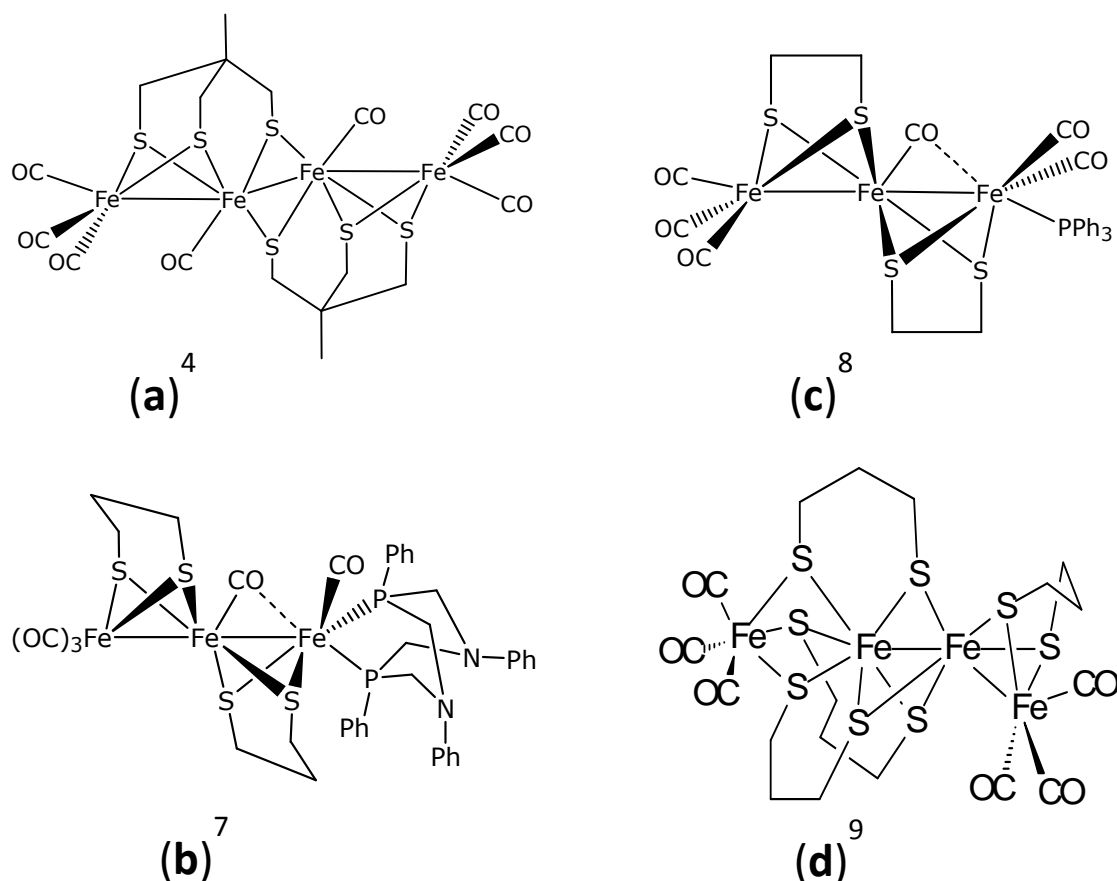 CO CO
S S S CO
OC Fe Fe Fe Fe
OC CO
OC OC S S S
4
(a)
S S CO CO
CO
OC Fe Fe Fe
OC PPh3
OC S S
8
(c)
S S CO CO Ph
P
(OC)3Fe Fe Fe
P N Ph
S S Ph N
Ph
7
(b)
S S S
OC
OC Fe S Fe Fe S
OC S Fe CO
S S
OC CO
9
(d)